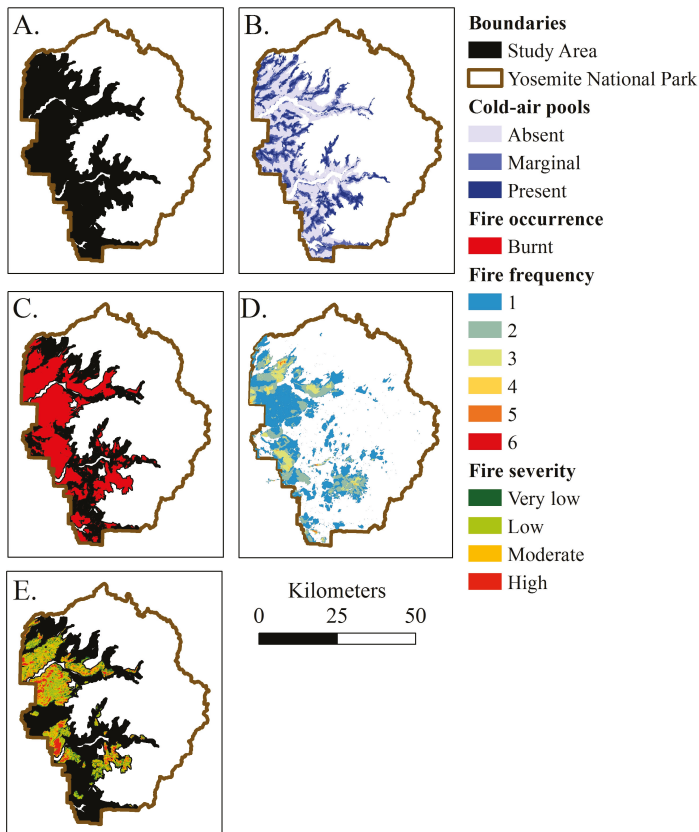 A.
B.
C.
D.
E.
Kilometers
0 25 50
Boundaries
Study Area
Yosemite National Park
Cold-air pools
Absent
Marginal
Present
Fire occurrence
Burnt
Fire frequency
1
2
3
4
5
6
Fire severity
Very low
Low
Moderate
High